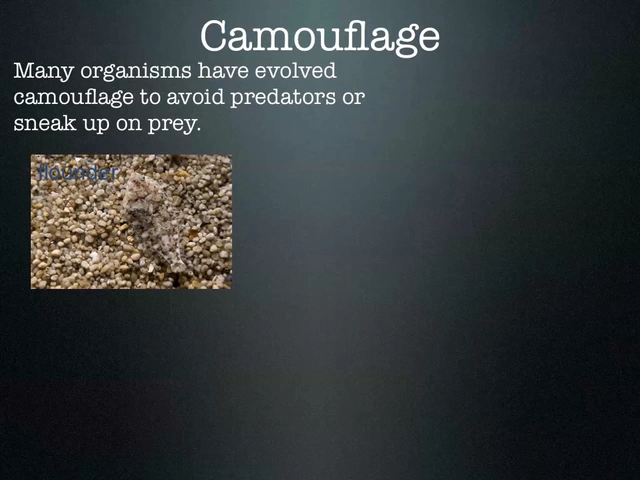 Camouflage
Many organisms have evolved
camouflage to avoid predators or
sneak up on prey.
flounder